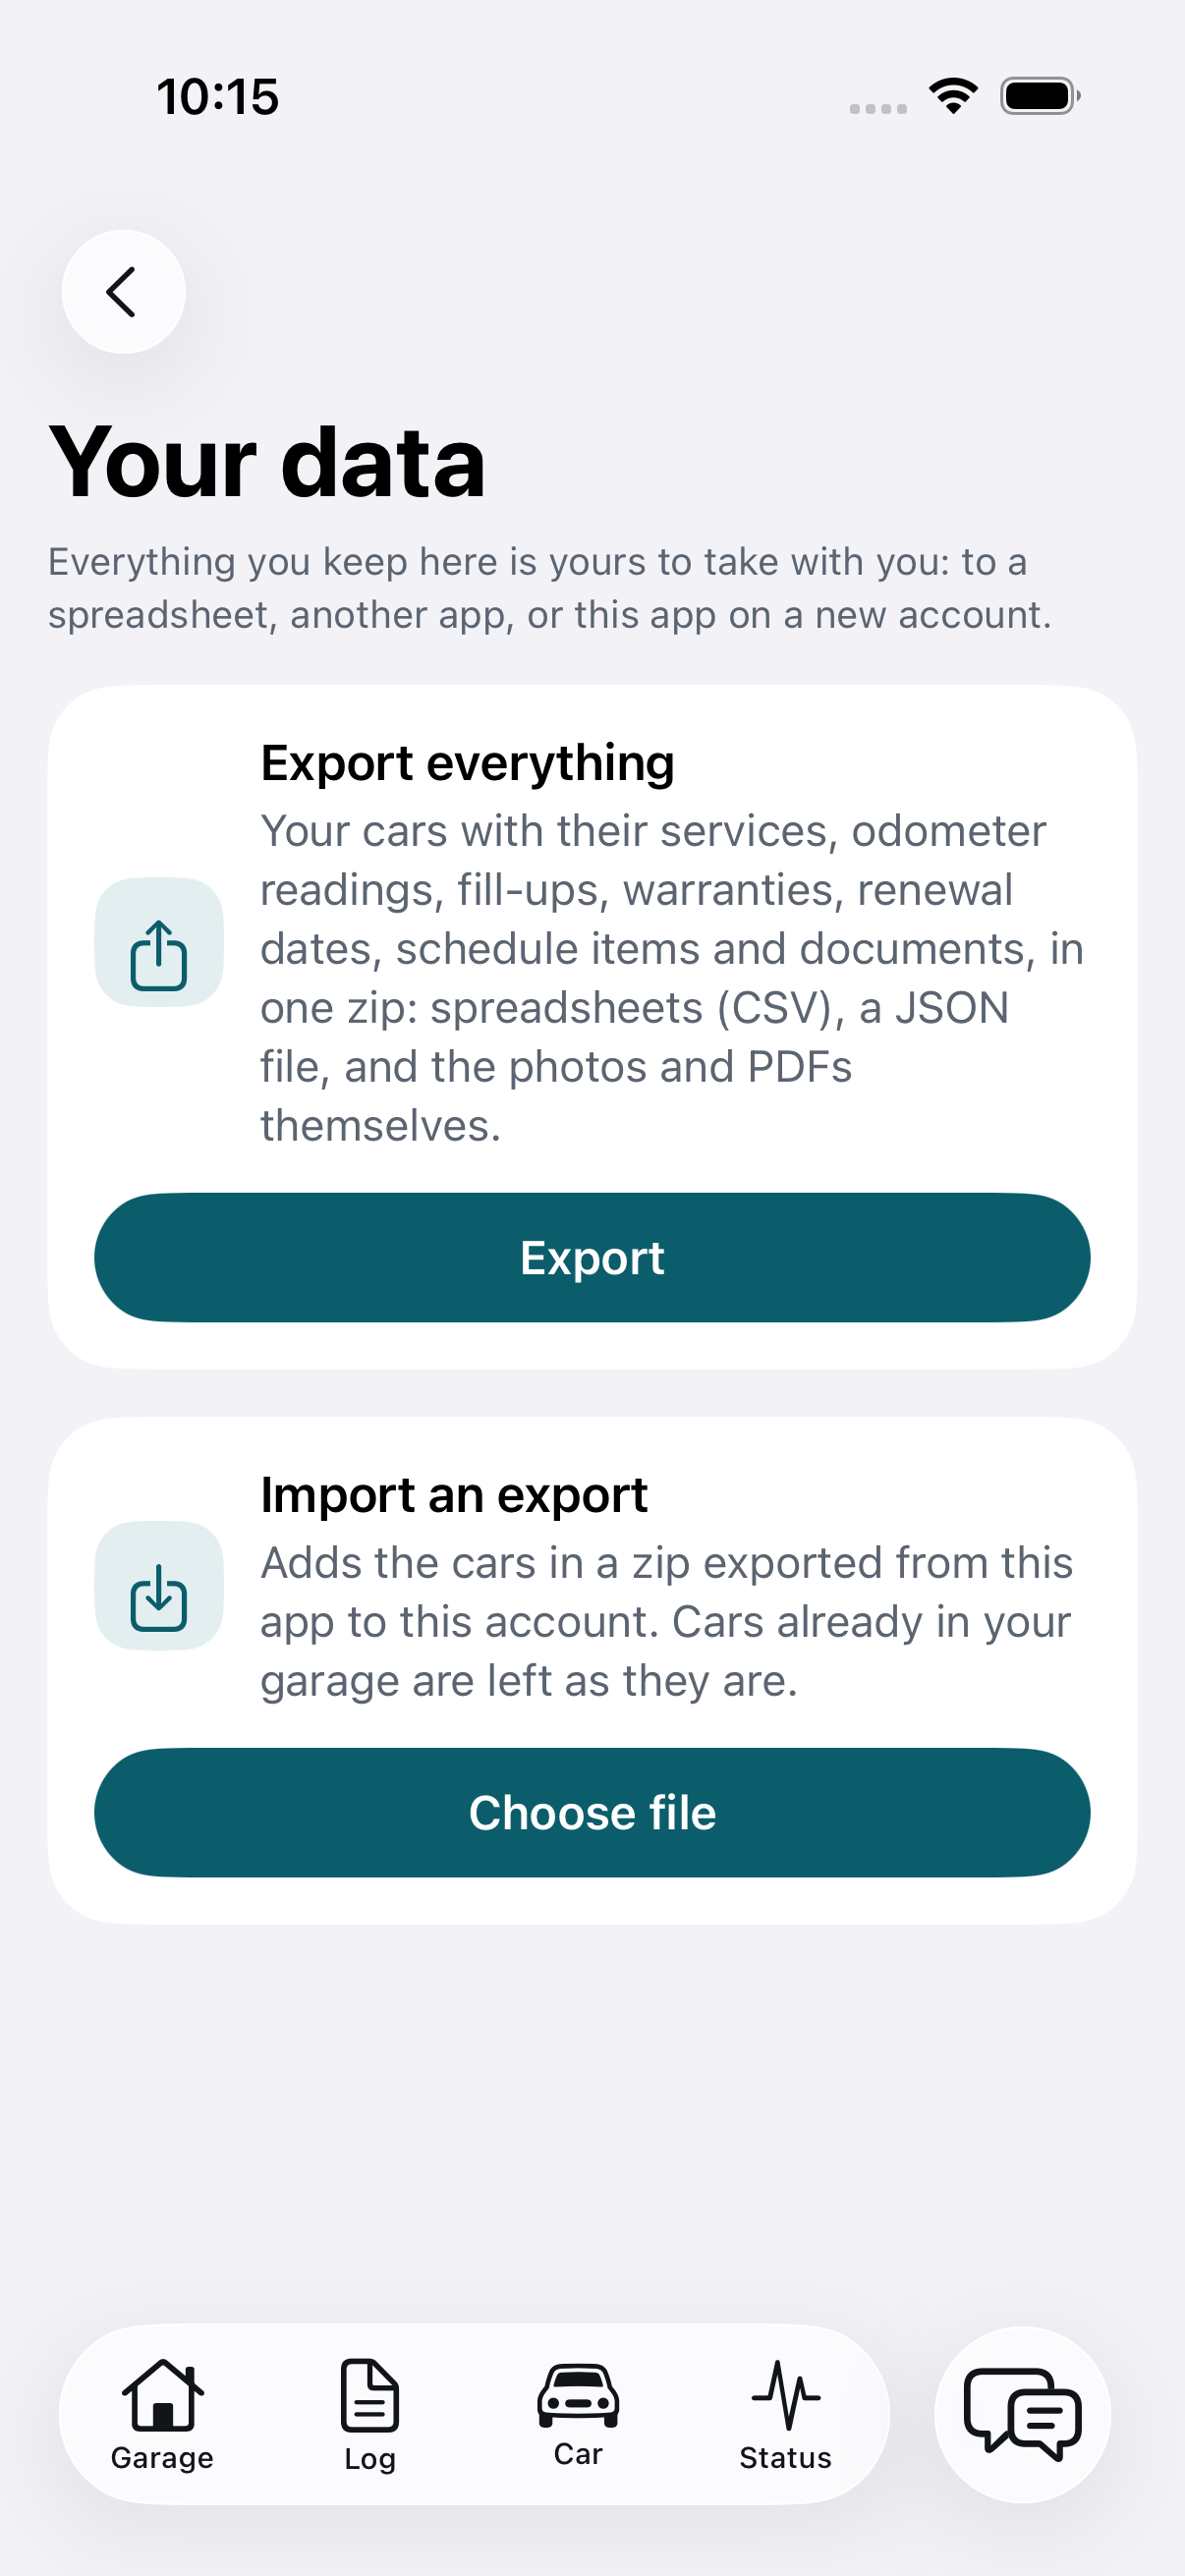 10:15
Your data
Everything you keep here is yours to take with you: to a
spreadsheet, another app, or this app on a new account.
Export everything
Your cars with their services, odometer
readings, fill-ups, warranties, renewal
dates, schedule items and documents, in
one zip: spreadsheets (CSV), a JSON
file, and the photos and PDFs
themselves.
Export
Import an export
Adds the cars in a zip exported from this
app to this account. Cars already in your
garage are left as they are.
Choose file
Garage
Log
Car
Status